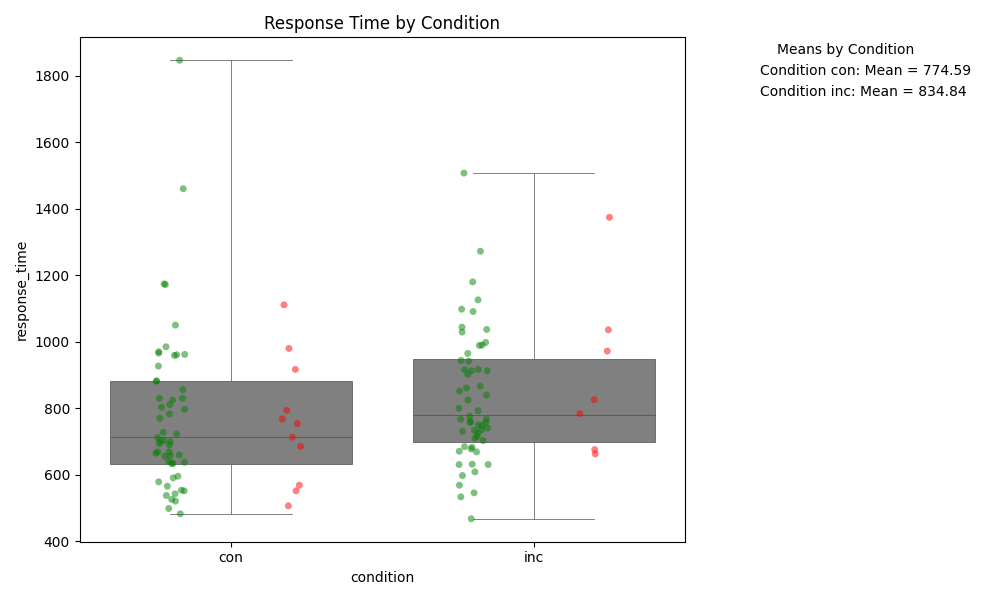 Response Time by Condition
Means by Condition
Condition con: Mean = 774.59
Condition inc: Mean = 834.84
1800
1600
1400
1200
1000
800
600
400
response_time
con
inc
condition